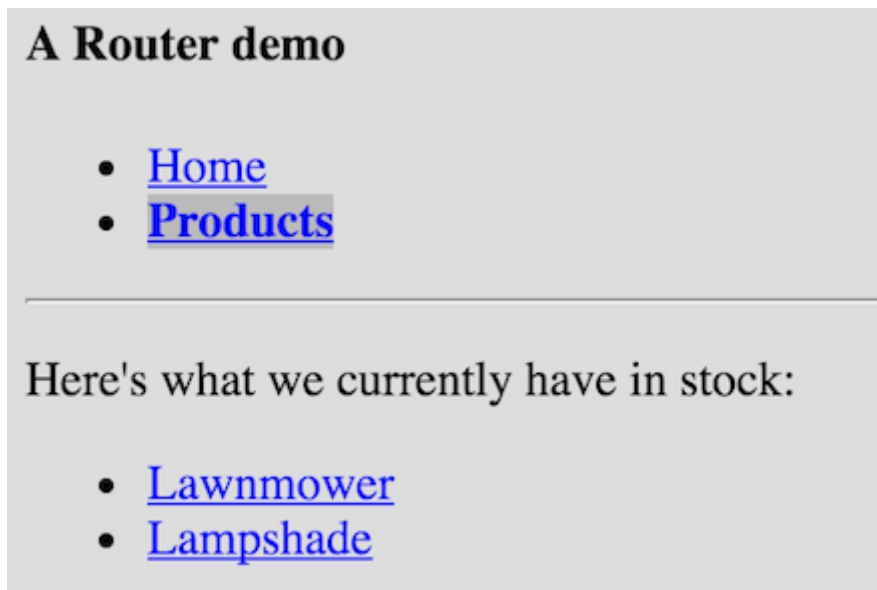 A Router demo
Home
Products
Here's what we currently have in stock:
Lawnmower
Lampshade